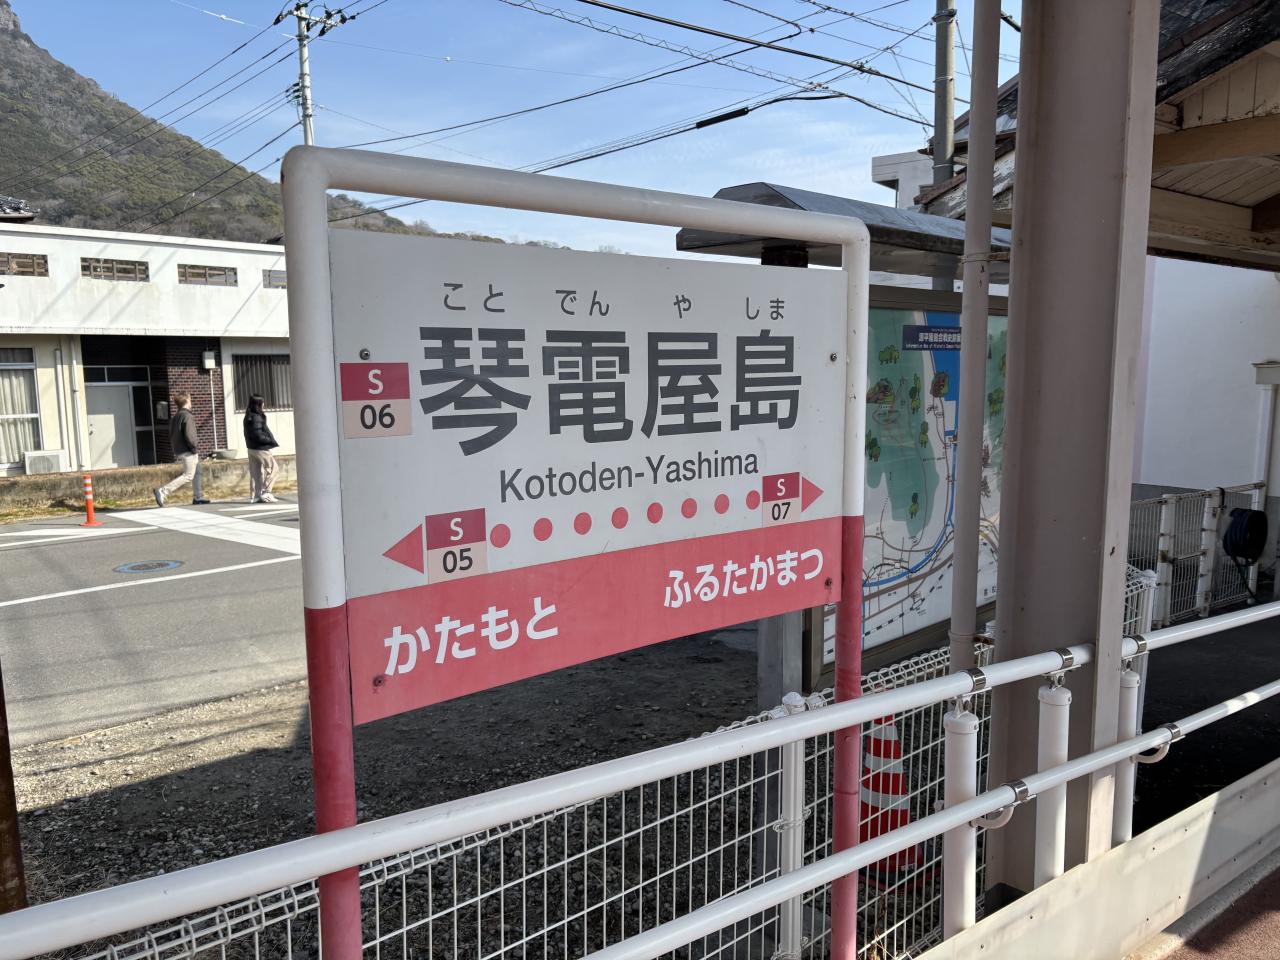 こと でん や しま
琴電屋島
S
06
Kotoden-Yashima
S
05
S
07
かたもと
ふるたかまつ